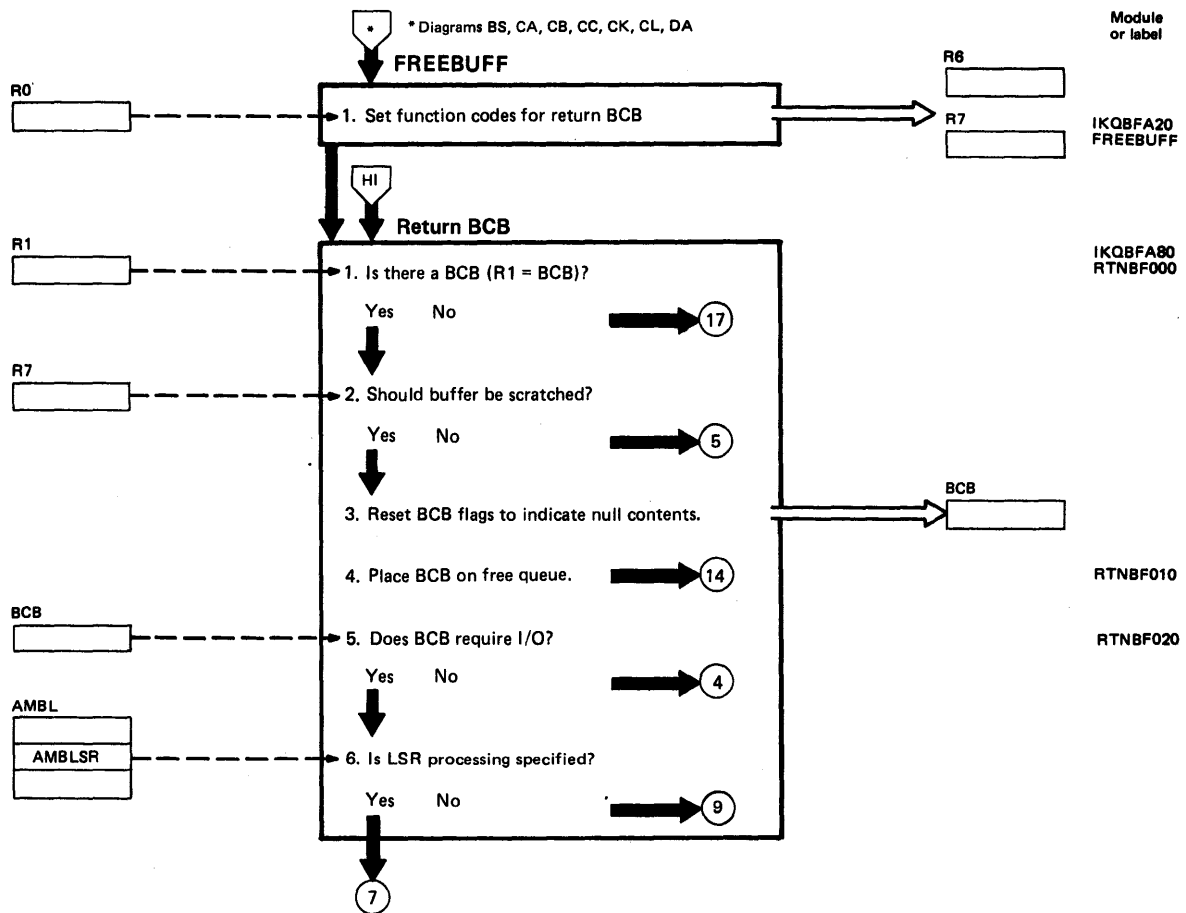 * * Diagrams BS, CA, CB, CC, CK, CL, DA
Module
or label
FREEBUFF
R6
R0
1. Set function codes for return BCB
R7
IKQBFA20
FREEBUFF
HI
Return BCB
R1
1. Is there a BCB (R1 = BCB)?
IKQBFA80
RTNBF000
Yes No
17
R7
2. Should buffer be scratched?
Yes No
5
BCB
3. Reset BCB flags to indicate null contents.
4. Place BCB on free queue.
14
RTNBF010
BCB
5. Does BCB require I/O?
RTNBF020
Yes No
4
AMBL
AMBLSR
6. Is LSR processing specified?
Yes No
9
7